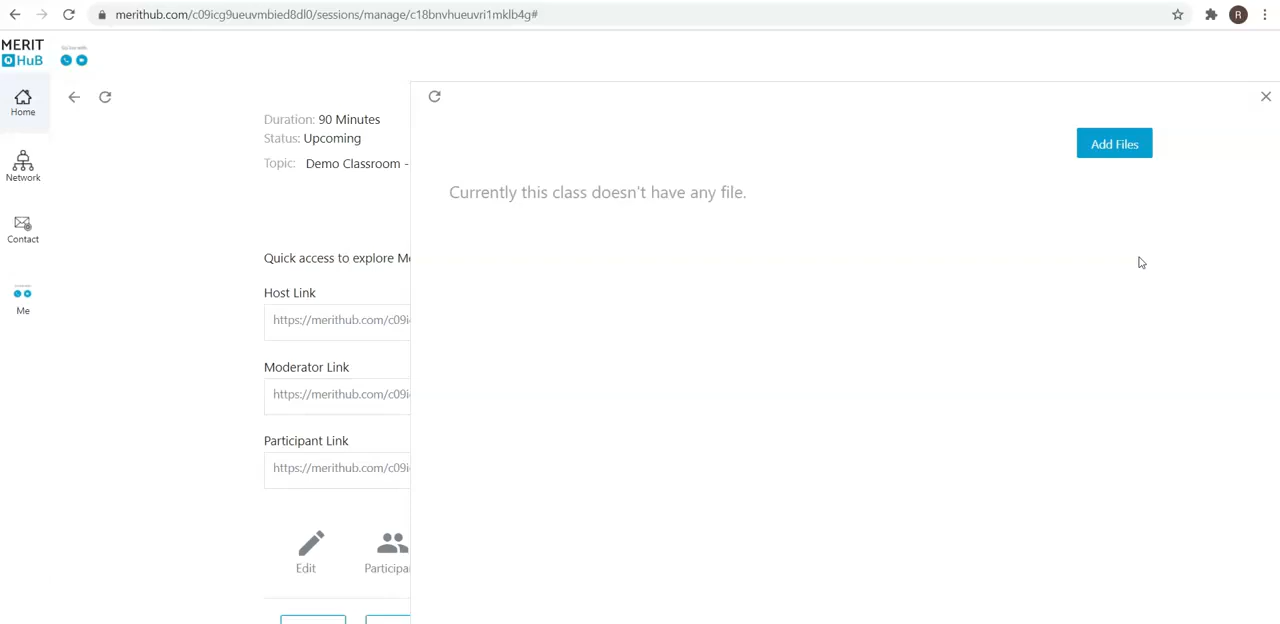 merithub.com/c09icg9ueuvmbied8dl0/sessions/manage/c18bnvhueuvri1mklb4g#
R
MERIT
HuB
Home
Network
Contact
Me
Duration: 90 Minutes
Status: Upcoming
Topic: Demo Classroom -
Quick access to explore Me
Host Link
https://merithub.com/c09i
Moderator Link
https://merithub.com/c09i
Participant Link
https://merithub.com/c09i
Edit
Participa
Add Files
Currently this class doesn't have any file.